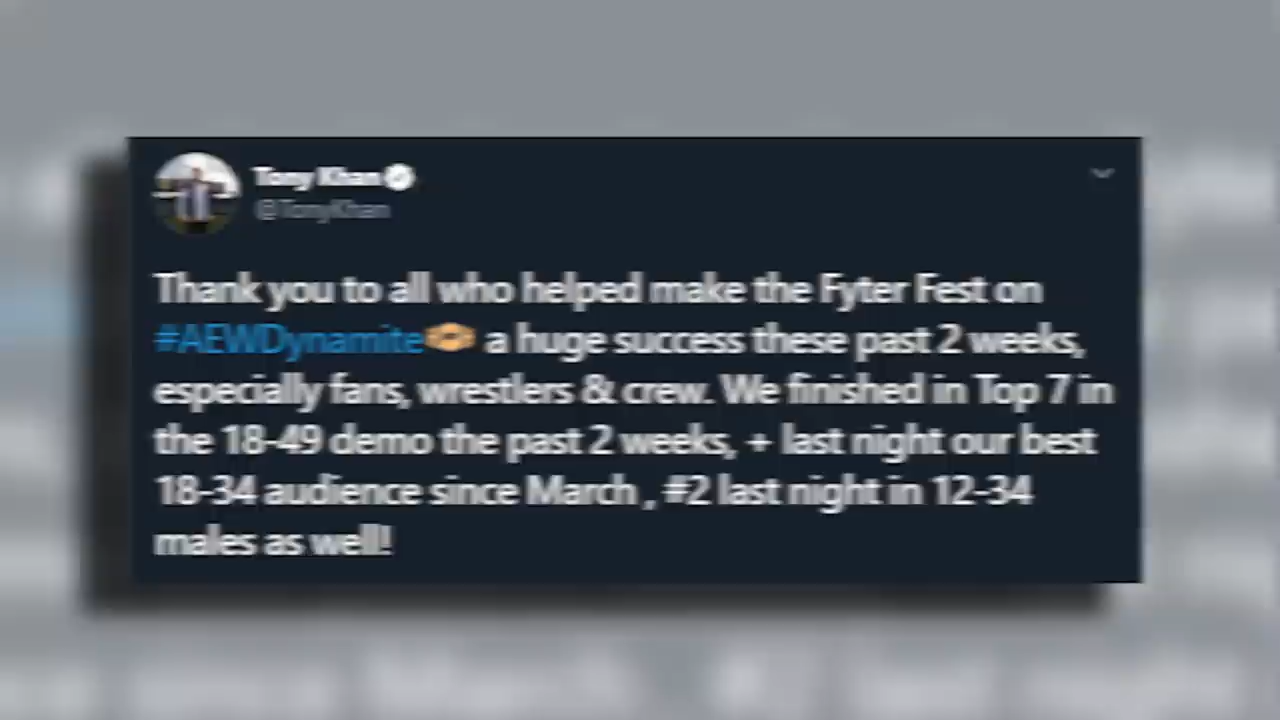 Tony Khan
@TonyKhan
Thank you to all who helped make the Fyter Fest on
#AEWDynamite a huge success these past 2 weeks,
especially fans, wrestlers & crew. We finished in Top 7 in
the 18-49 demo the past 2 weeks, + last night our best
18-34 audience since March , #2 last night in 12-34
males as well!